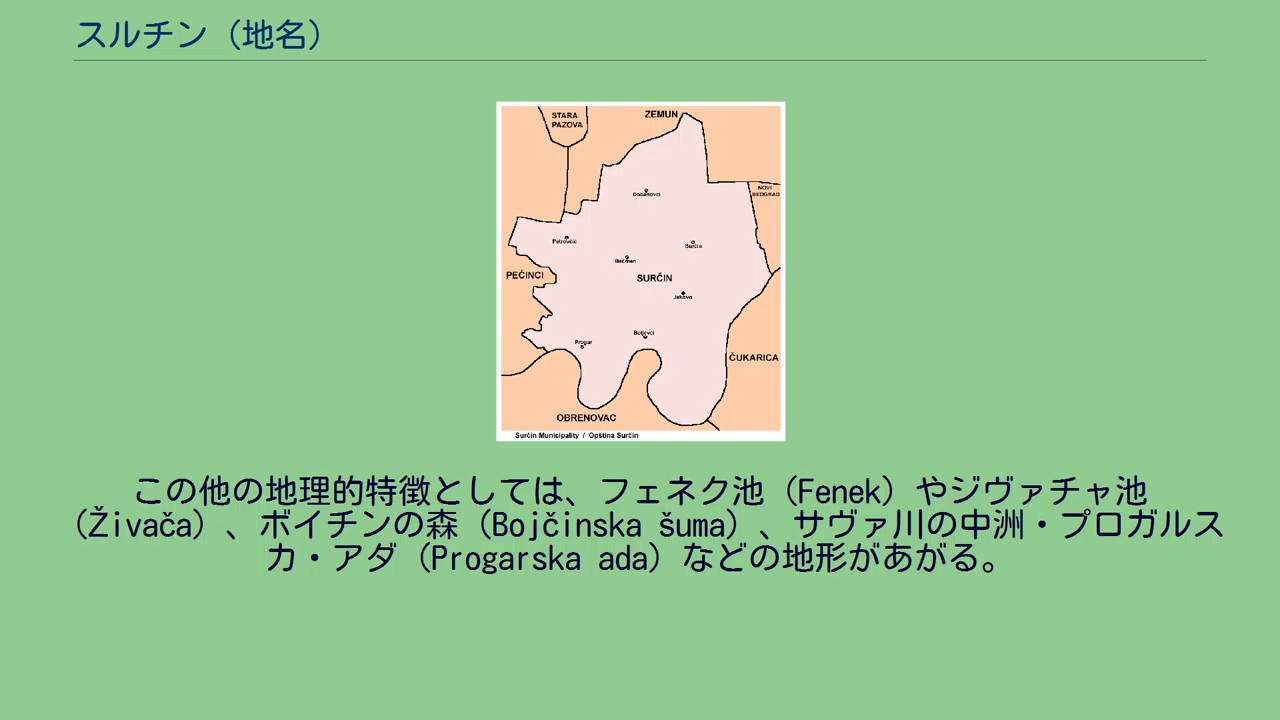 スルチン（地名）
STARA
PAZOVA
ZEMUN
NOVI
BEOGRAD
Dobanovci
Petrovčić
Surčin
Bečmen
PEĆINCI
SURČIN
Jakovo
Boljevci
Progar
ČUKARICA
OBRENOVAC
Surčin Municipality / Opština Surčin
この他の地理的特徴としては、フェネク池（Fenek）やジヴァチャ池
（Živača）、ボイチンの森（Bojčinska šuma）、サヴァ川の中洲・プロガルス
カ・アダ（Progarska ada）などの地形があがる。